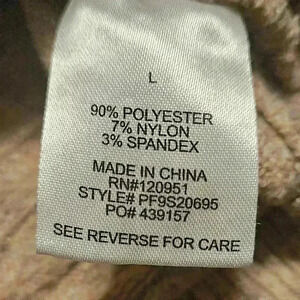 L
90% POLYESTER
7% NYLON
3% SPANDEX
MADE IN CHINA
RN#120951
STYLE# PF9S20695
PO# 439157
SEE REVERSE FOR CARE